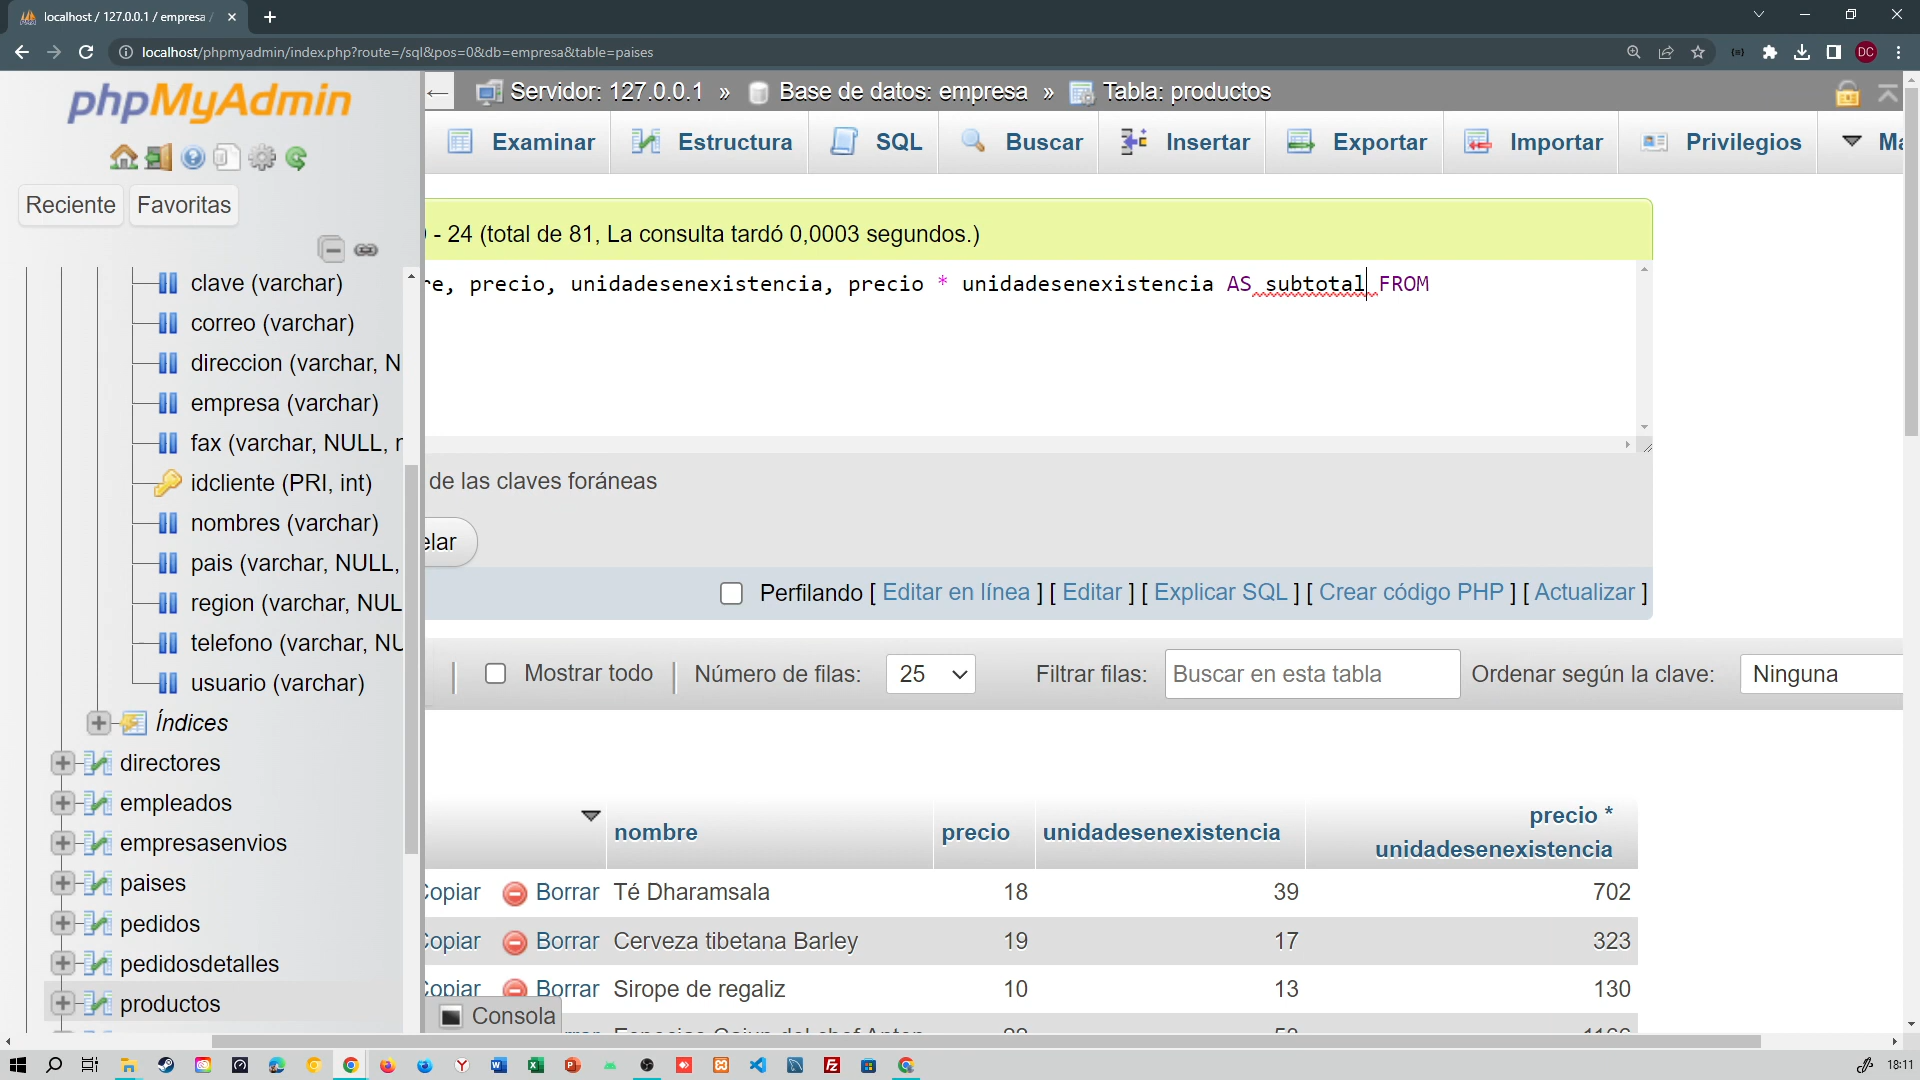 localhost / 127.0.0.1 / empresa /
localhost/phpmyadmin/index.php?route=/sql&pos=0&db=empresa&table=paises
DC
phpMyAdmin
Reciente
Favoritas
clave (varchar)
correo (varchar)
direccion (varchar, N
empresa (varchar)
fax (varchar, NULL, r
idcliente (PRI, int)
nombres (varchar)
pais (varchar, NULL,
region (varchar, NUL
telefono (varchar, NU
usuario (varchar)
Índices
directores
empleados
empresasenvios
paises
pedidos
pedidosdetalles
productos
Servidor: 127.0.0.1 » Base de datos: empresa » Tabla: productos
Examinar
Estructura
SQL
Buscar
Insertar
Exportar
Importar
Privilegios
Ma
- 24 (total de 81, La consulta tardó 0,0003 segundos.)
re, precio, unidadesenexistencia, precio * unidadesenexistencia AS subtotal FROM
de las claves foráneas
elar
Perfilando [ Editar en línea ] [ Editar ] [ Explicar SQL ] [ Crear código PHP ] [ Actualizar ]
Mostrar todo
Número de filas: 25
Filtrar filas: Buscar en esta tabla
Ordenar según la clave: Ninguna
nombre precio unidadesenexistencia precio *
unidadesenexistencia
Copiar Borrar Té Dharamsala 18 39 702
Copiar Borrar Cerveza tibetana Barley 19 17 323
Copiar Borrar Sirope de regaliz 10 13 130
Consola
18:11